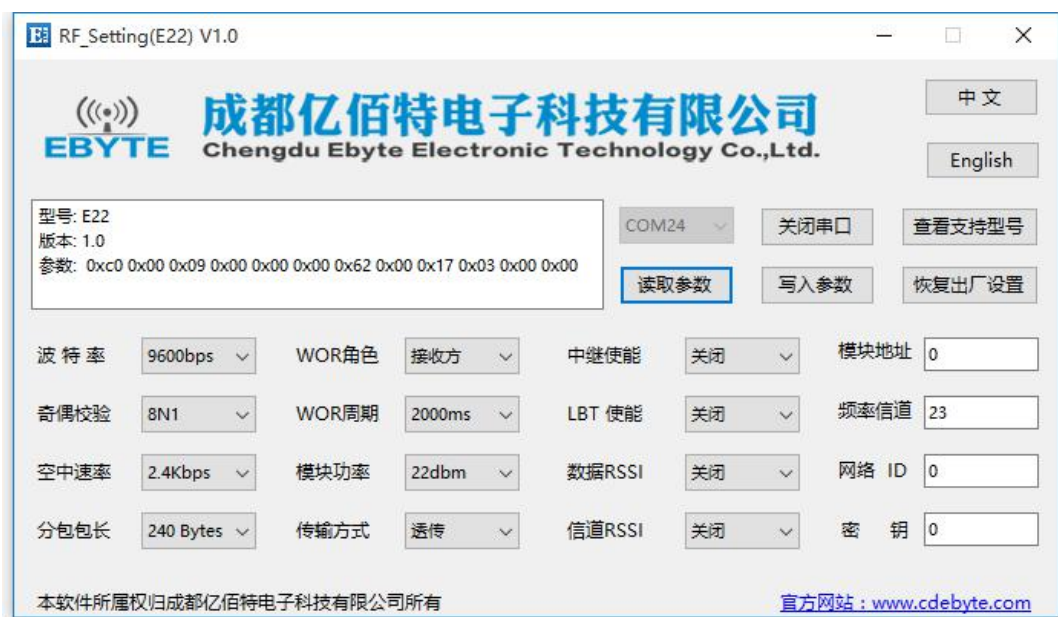 RF_Setting(E22) V1.0
EBYTE
成都亿佰特电子科技有限公司
Chengdu Ebyte Electronic Technology Co.,Ltd.
中 文
English
型号: E22
版本: 1.0
参数: 0xc0 0x00 0x09 0x00 0x00 0x00 0x62 0x00 0x17 0x03 0x00 0x00
COM24 关闭串口 查看支持型号
读取参数 写入参数 恢复出厂设置
波 特 率 9600bps WOR角色 接收方 中继使能 关闭 模块地址 0
奇偶校验 8N1 WOR周期 2000ms LBT 使能 关闭 频率信道 23
空中速率 2.4Kbps 模块功率 22dbm 数据RSSI 关闭 网络 ID 0
分包包长 240 Bytes 传输方式 透传 信道RSSI 关闭 密 钥 0
本软件所属权归成都亿佰特电子科技有限公司所有 官方网站：www.cdebyte.com